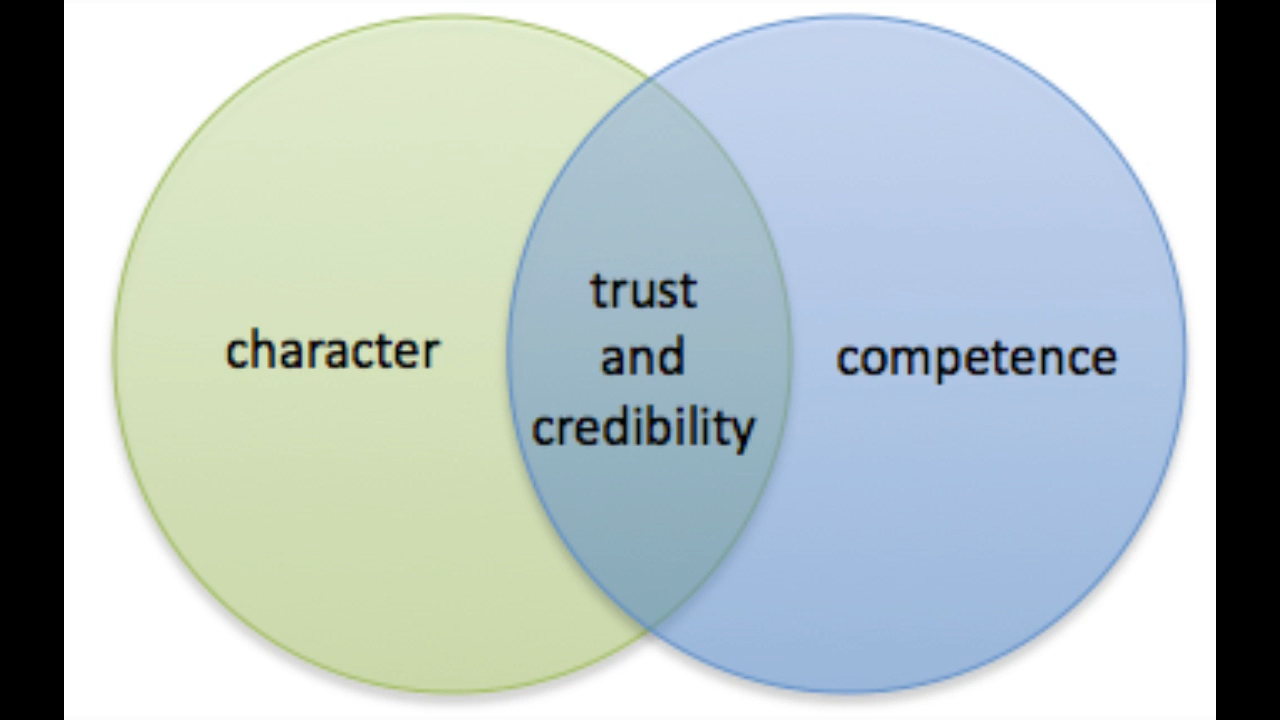 character
trust
and
credibility
competence